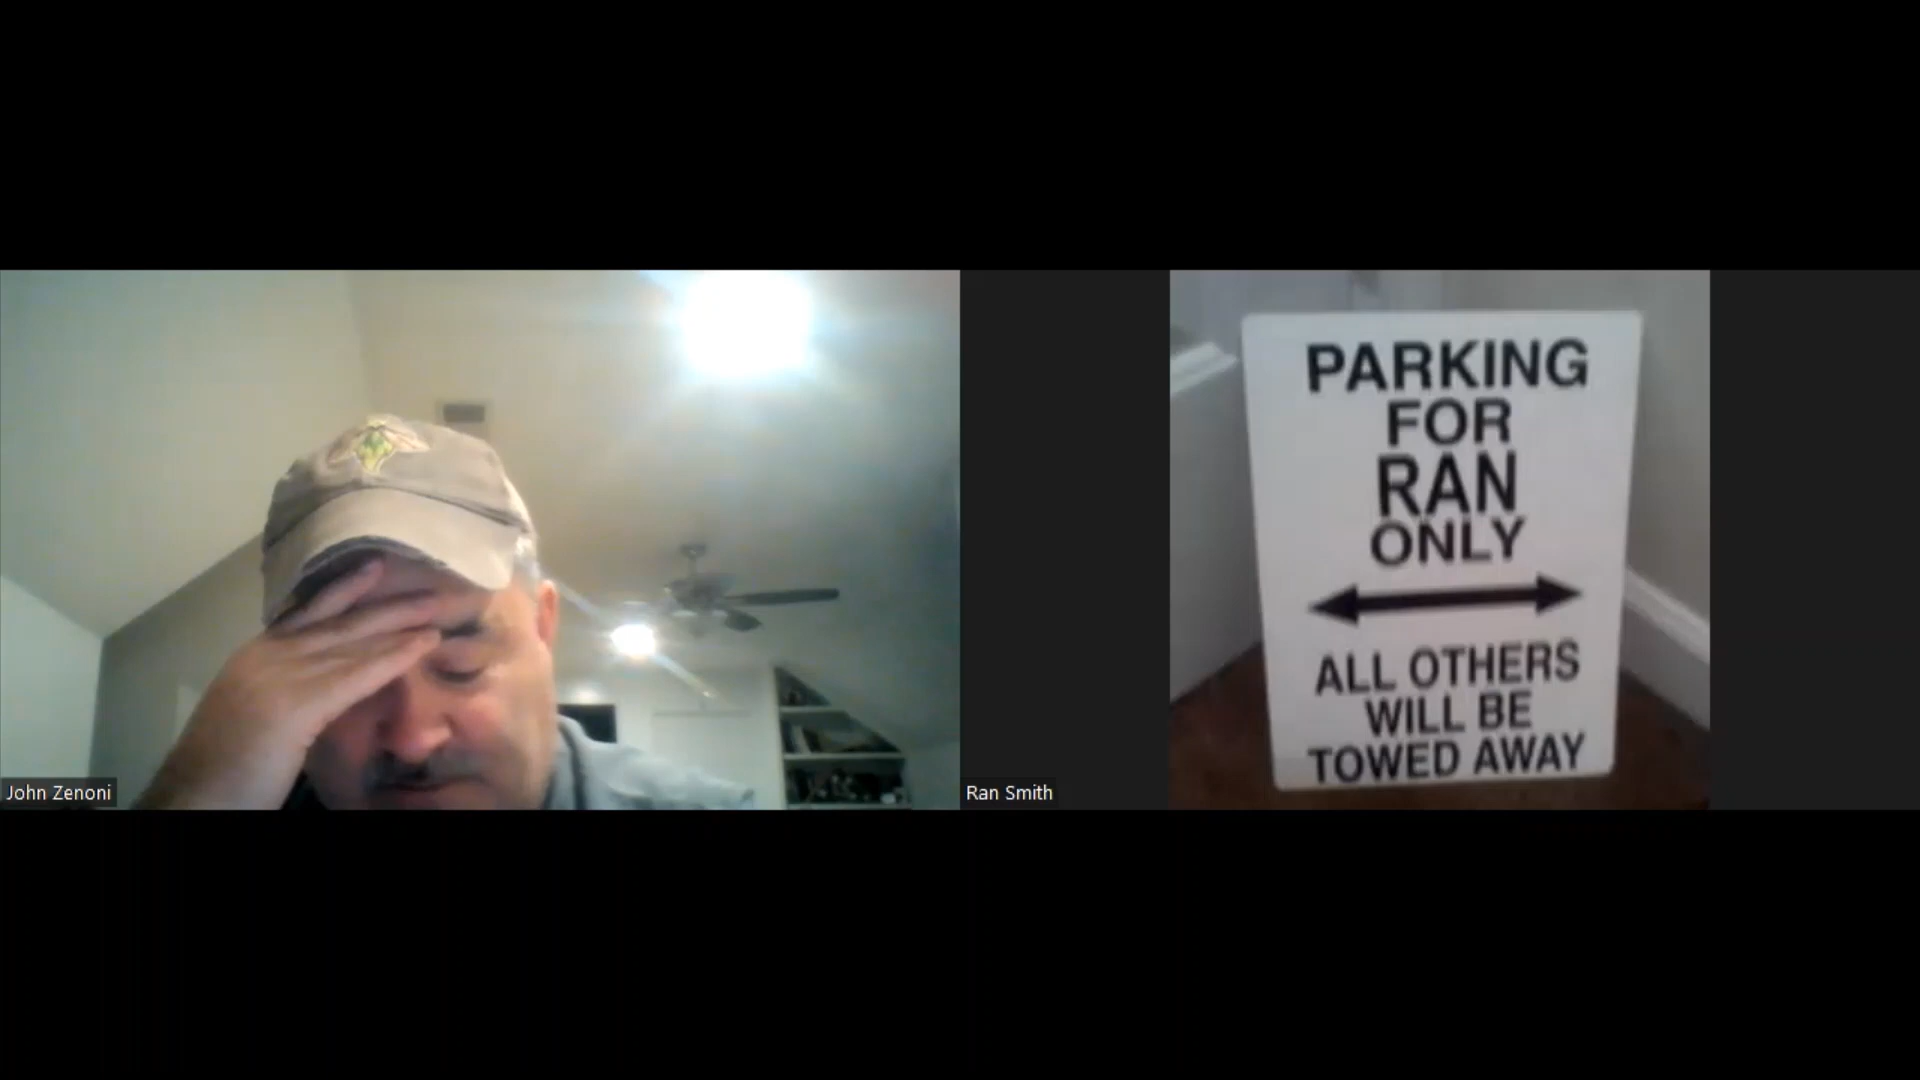 John Zenoni
PARKING
FOR
RAN
ONLY
ALL OTHERS
WILL BE
TOWED AWAY
Ran Smith